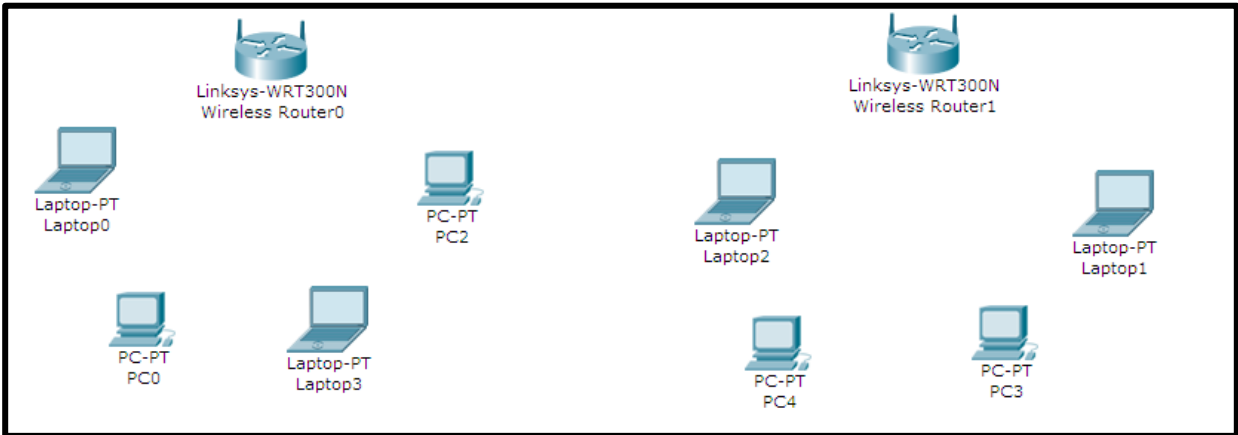 Linksys-WRT300N
Wireless Router0
Linksys-WRT300N
Wireless Router1
Laptop-PT
Laptop0
PC-PT
PC2
Laptop-PT
Laptop2
Laptop-PT
Laptop1
PC-PT
PC0
Laptop-PT
Laptop3
PC-PT
PC4
PC-PT
PC3